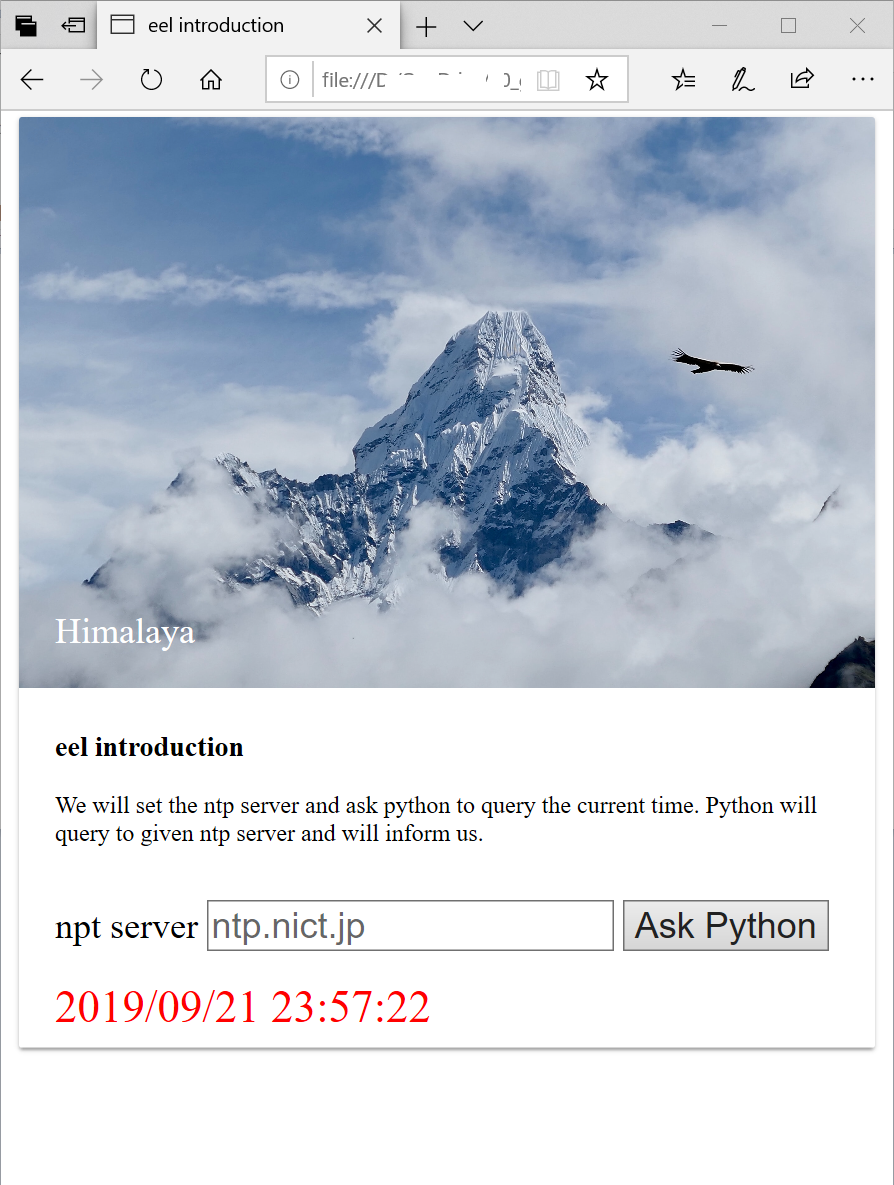 eel introduction
file:///D
Himalaya
eel introduction
We will set the ntp server and ask python to query the current time. Python will
query to given ntp server and will inform us.
npt server ntp.nict.jp Ask Python
2019/09/21 23:57:22